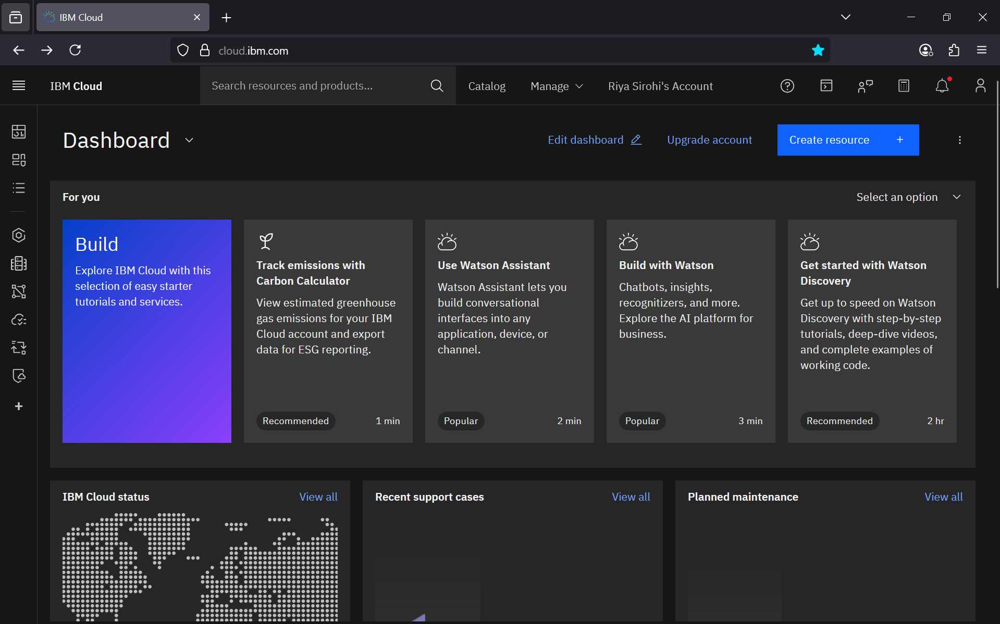 IBM Cloud
cloud.ibm.com
IBM Cloud
Search resources and products...
Catalog
Manage
Riya Sirohi's Account
Dashboard
Edit dashboard
Upgrade account
Create resource
For you
Select an option
Build
Explore IBM Cloud with this
selection of easy starter
tutorials and services.
Track emissions with
Carbon Calculator
View estimated greenhouse
gas emissions for your IBM
Cloud account and export
data for ESG reporting.
Recommended
1 min
Use Watson Assistant
Watson Assistant lets you
build conversational
interfaces into any
application, device, or
channel.
Popular
2 min
Build with Watson
Chatbots, insights,
recognitizers, and more.
Explore the AI platform for
business.
Popular
3 min
Get started with Watson
Discovery
Get up to speed on Watson
Discovery with step-by-step
tutorials, deep-dive videos,
and complete examples of
working code.
Recommended
2 hr
IBM Cloud status
View all
Recent support cases
View all
Planned maintenance
View all